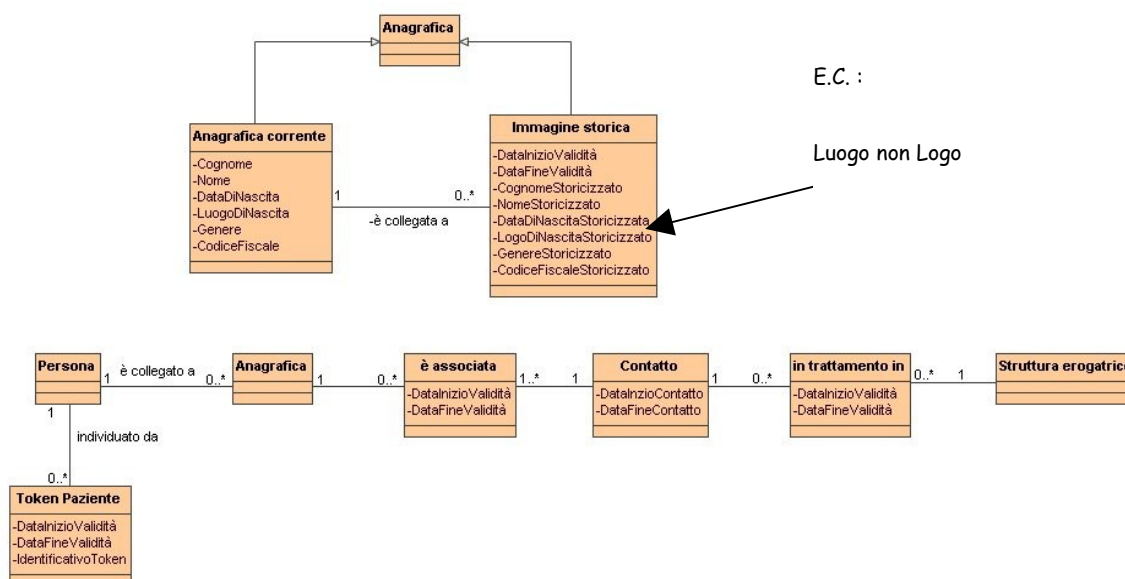 Anagrafica
E.C. :
Luogo non Logo
Anagrafica corrente
-Cognome
-Nome
-DataDiNascita
-LuogoDiNascita
-Genere
-CodiceFiscale
1
0..*
-è collegata a
Immagine storica
-DataInizioValidità
-DataFineValidità
-CognomeStoricizzato
-NomeStoricizzato
-DataDiNascitaStoricizzata
-LogoDiNascitaStoricizzato
-GenereStoricizzato
-CodiceFiscaleStoricizzato
Persona
1
è collegato a
0..*
Anagrafica
1
0..*
è associata
-DataInizioValidità
-DataFineValidità
1..*
1
Contatto
-DataInzioContatto
-DataFineContatto
1
0..*
in trattamento in
-DataInizioValidità
-DataFineValidità
0..*
1
Struttura erogatrice
1
individuato da
0..*
Token Paziente
-DataInizioValidità
-DataFineValidità
-IdentificativoToken